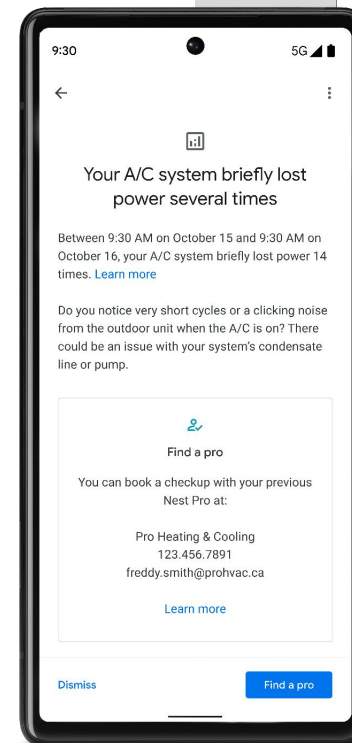 9:30
5G
Your A/C system briefly lost
power several times
Between 9:30 AM on October 15 and 9:30 AM on
October 16, your A/C system briefly lost power 14
times. Learn more
Do you notice very short cycles or a clicking noise
from the outdoor unit when the A/C is on? There
could be an issue with your system's condensate
line or pump.
Find a pro
You can book a checkup with your previous
Nest Pro at:
Pro Heating & Cooling
123.456.7891
freddy.smith@prohvac.ca
Learn more
Dismiss
Find a pro